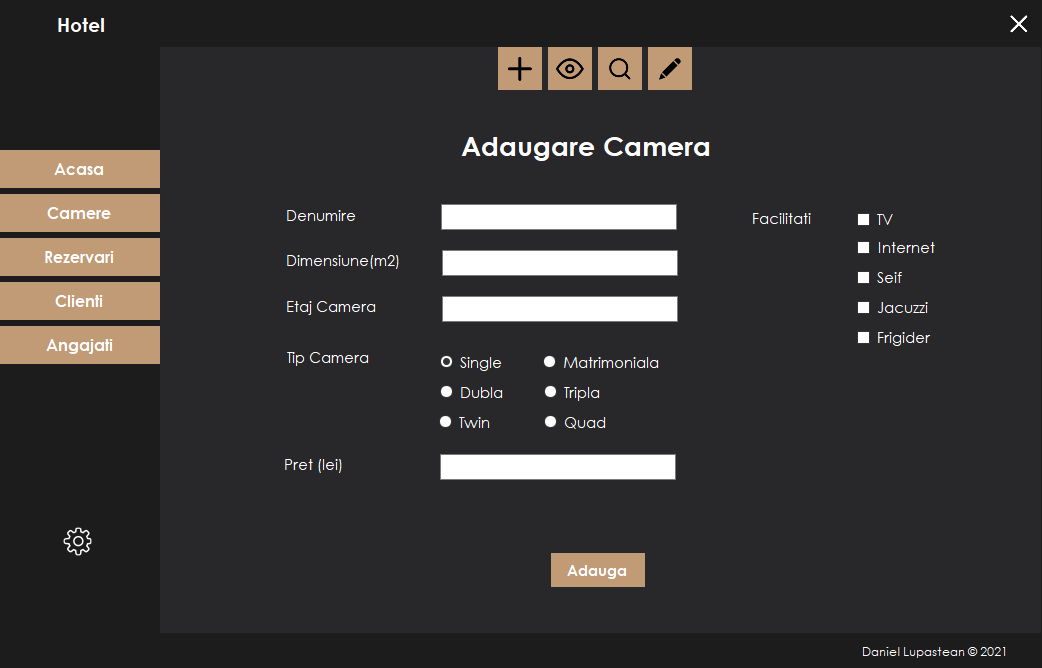 Hotel
Adaugare Camera
Acasa
Camere
Rezervari
Clienti
Angajati
Denumire
Dimensiune(m2)
Etaj Camera
Tip Camera
Single
Matrimoniala
Dubla
Tripla
Twin
Quad
Pret (lei)
Facilitati
TV
Internet
Seif
Jacuzzi
Frigider
Adauga
Daniel Lupastean © 2021